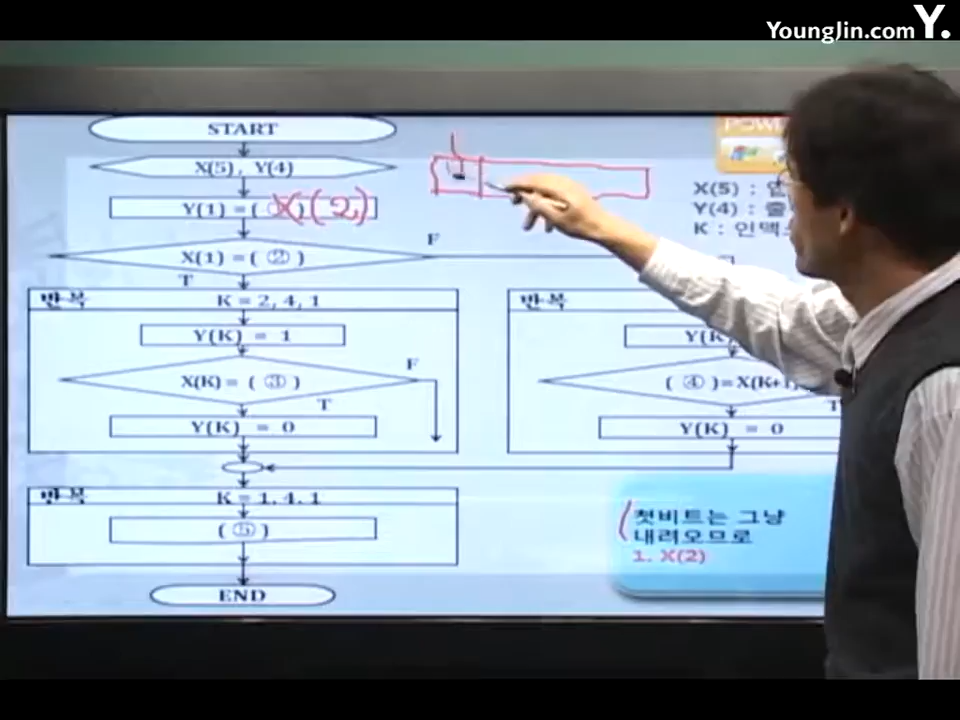 YoungJin.com Y.
START
X(5), Y(4)
Y(1) = ( ① )
X(2)
X(1) = ( ② )
F
T
반복 K = 2, 4, 1
Y(K) = 1
X(K) = ( ③ )
F
T
Y(K) = 0
반복 K = 1, 4, 1
( ⑤ )
END
반복
( ④ )=X(K+1)
Y(K) = 0
X(5) :
Y(4) :
K : 인덱스
첫비트는 그냥
내려오므로
1. X(2)